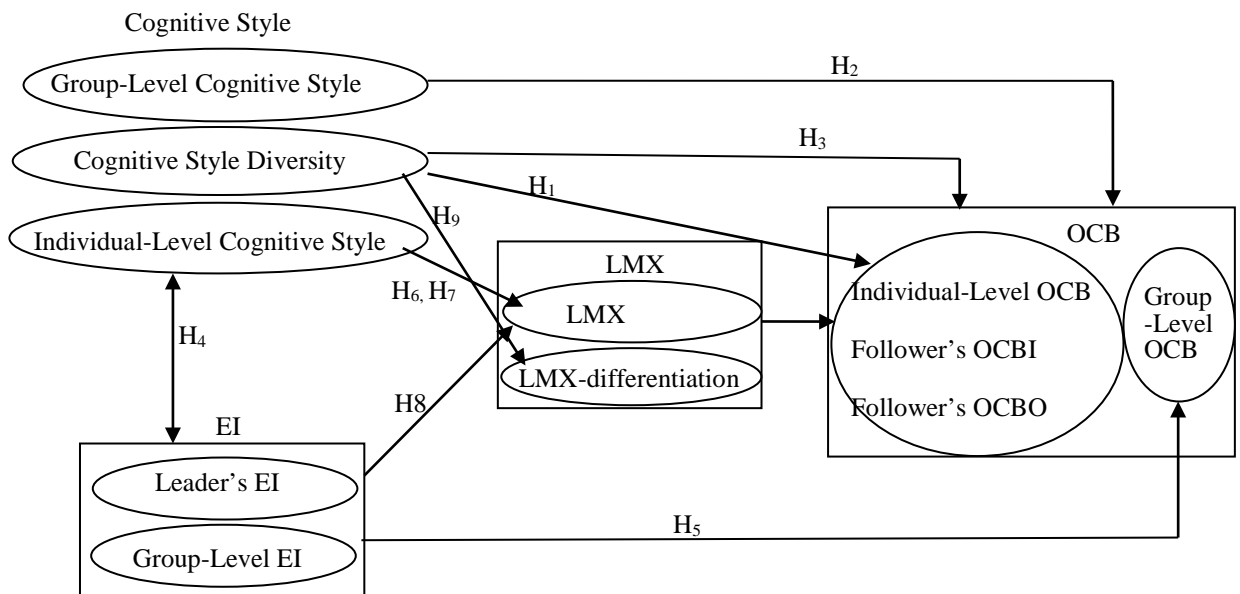 Cognitive Style
Group-Level Cognitive Style
H₂
Cognitive Style Diversity
H₃
H₁
H₉
Individual-Level Cognitive Style
OCB
LMX
H₆, H₇
Individual-Level OCB
Group
-Level
OCB
LMX
H₄
Follower’s OCBI
LMX-differentiation
H8
Follower’s OCBO
EI
Leader’s EI
H₅
Group-Level EI